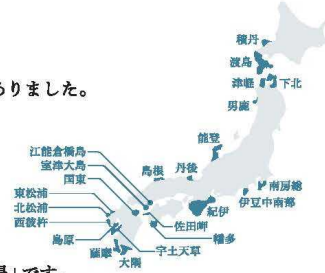 積丹
渡島
ありました。
津軽
下北
男鹿
能登
江能倉橋島
室津大島
国東
島根
丹後
東松浦
北松浦
西彼杵
南房総
伊豆中南部
紀伊
佐田岬
島原
幡多
宇土天草
薩摩
大隅
」です